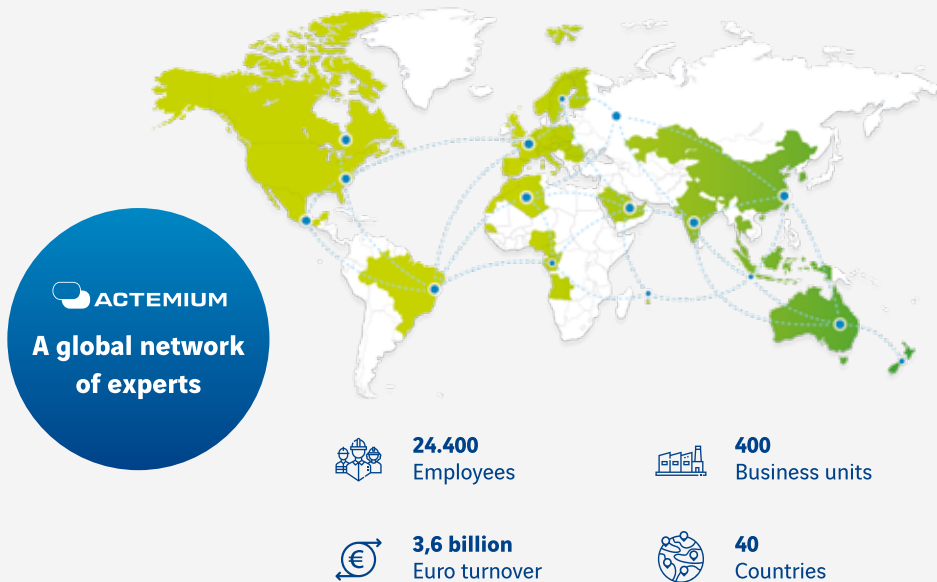 ACTEMIUM
A global network
of experts
24.400
Employees
400
Business units
3,6 billion
Euro turnover
40
Countries